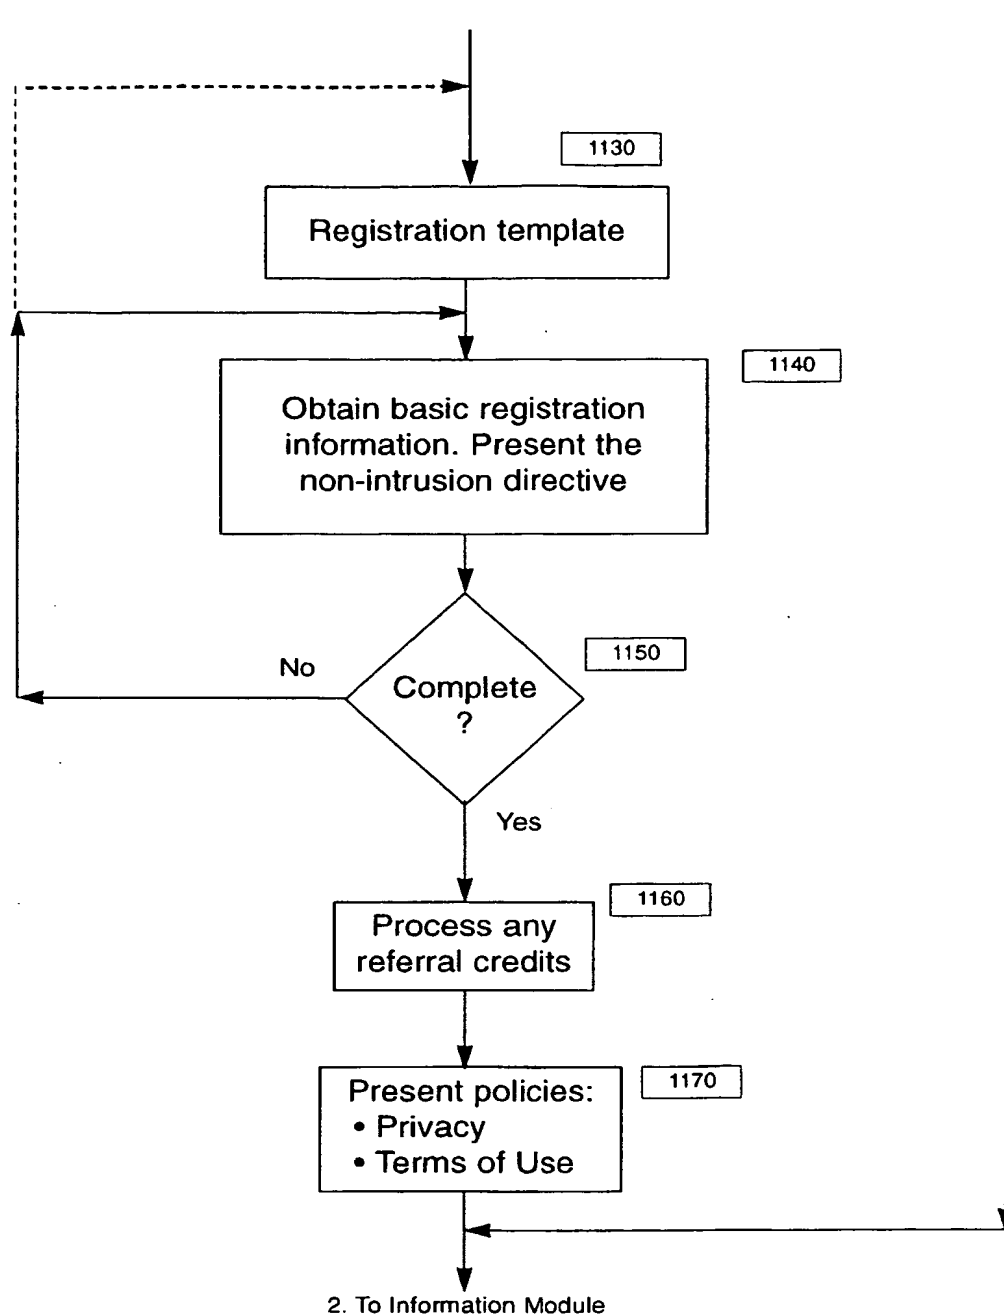 1130
Registration template
1140
Obtain basic registration
information. Present the
non-intrusion directive
1150
No
Complete
?
Yes
1160
Process any
referral credits
1170
Present policies:
• Privacy
• Terms of Use
2. To Information Module